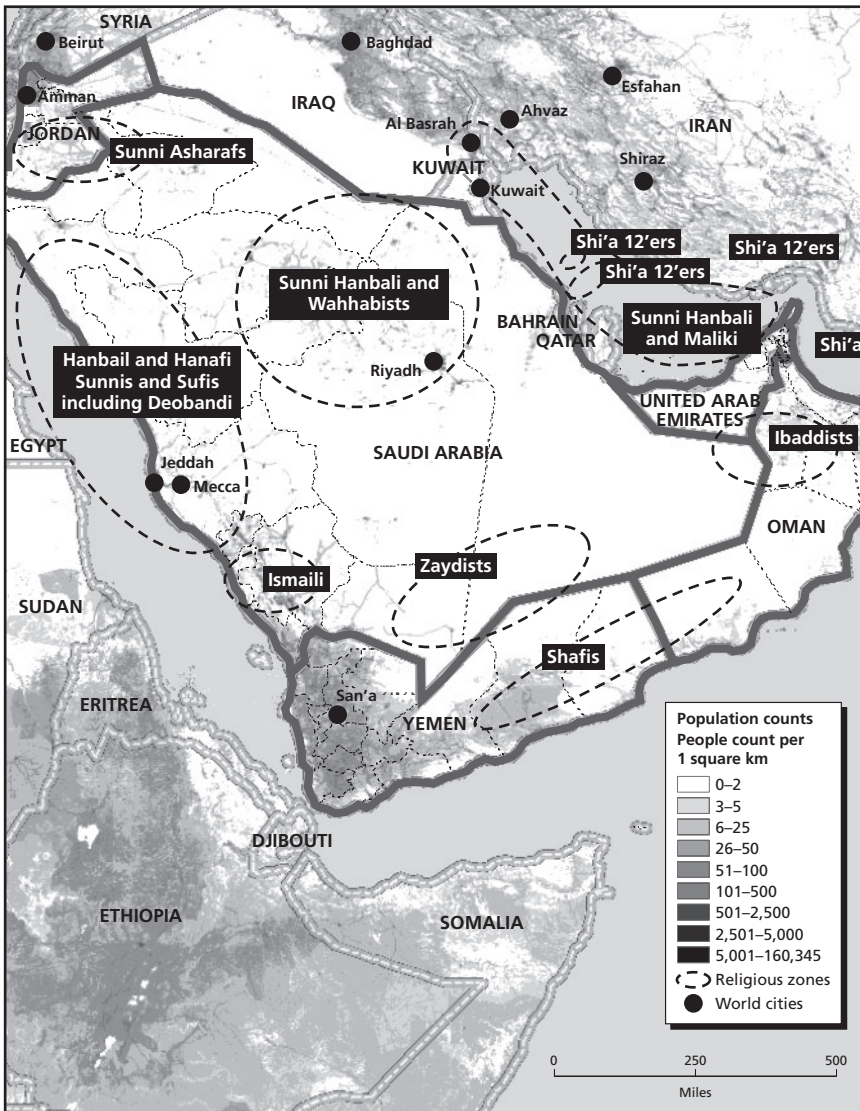 SYRIA
Beirut
Baghdad
Esfahan
Amman
IRAQ
Ahvaz
Al Basrah
IRAN
JORDAN
Sunni Asharafs
KUWAIT
Shiraz
Kuwait
Shi'a 12'ers
Shi'a 12'ers
Shi'a 12'ers
Sunni Hanbali and
Wahhabists
Sunni Hanbali
and Maliki
BAHRAIN
QATAR
Shi'a
Hanbail and Hanafi
Sunnis and Sufis
including Deobandi
Riyadh
UNITED ARAB
EMIRATES
EGYPT
Ibaddists
SAUDI ARABIA
Jeddah
Mecca
OMAN
Ismaili
Zaydists
SUDAN
Shafis
ERITREA
San'a
YEMEN
DJIBOUTI
ETHIOPIA
SOMALIA
Population counts
People count per
1 square km
0–2
3–5
6–25
26–50
51–100
101–500
501–2,500
2,501–5,000
5,001–160,345
Religious zones
World cities
0 250 500
Miles